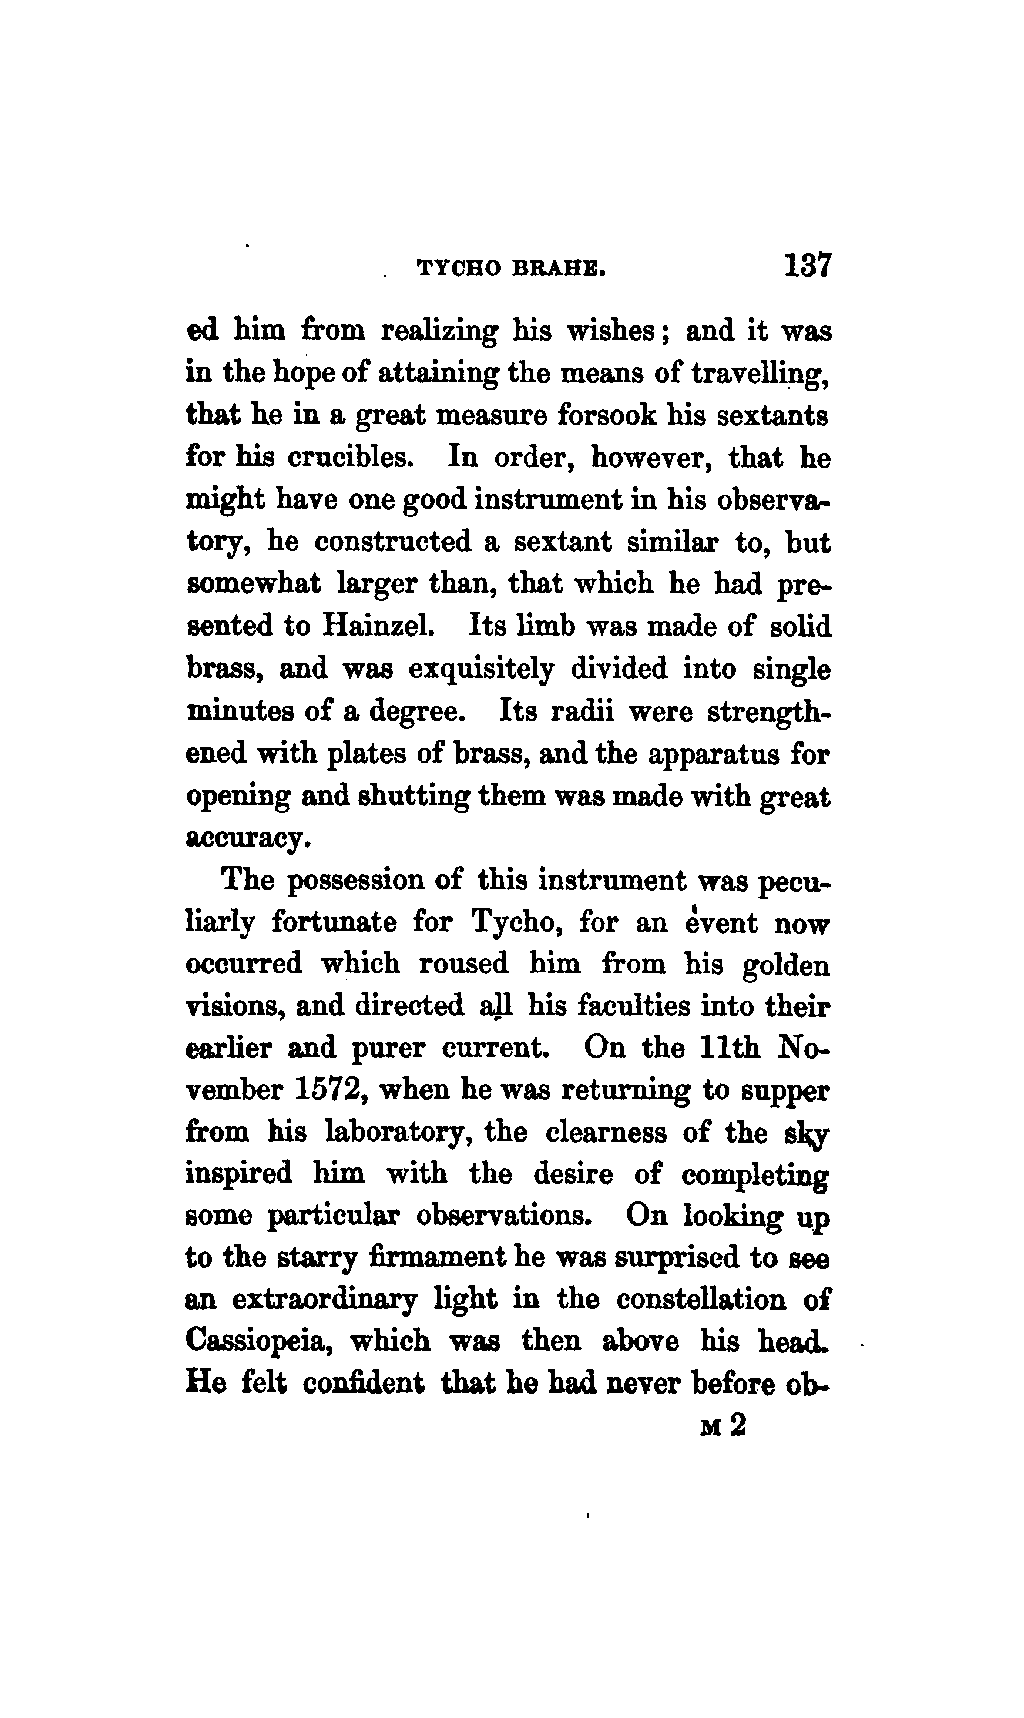 TYCHO BRAHE. 137
ed him from realizing his wishes; and it was
in the hope of attaining the means of travelling,
that he in a great measure forsook his sextants
for his crucibles. In order, however, that he
might have one good instrument in his observa-
tory, he constructed a sextant similar to, but
somewhat larger than, that which he had pre-
sented to Hainzel. Its limb was made of solid
brass, and was exquisitely divided into single
minutes of a degree. Its radii were strength-
ened with plates of brass, and the apparatus for
opening and shutting them was made with great
accuracy.
The possession of this instrument was pecu-
liarly fortunate for Tycho, for an event now
occurred which roused him from his golden
visions, and directed all his faculties into their
earlier and purer current. On the 11th No-
vember 1572, when he was returning to supper
from his laboratory, the clearness of the sky
inspired him with the desire of completing
some particular observations. On looking up
to the starry firmament he was surprised to see
an extraordinary light in the constellation of
Cassiopeia, which was then above his head.
He felt confident that he had never before ob-
M 2